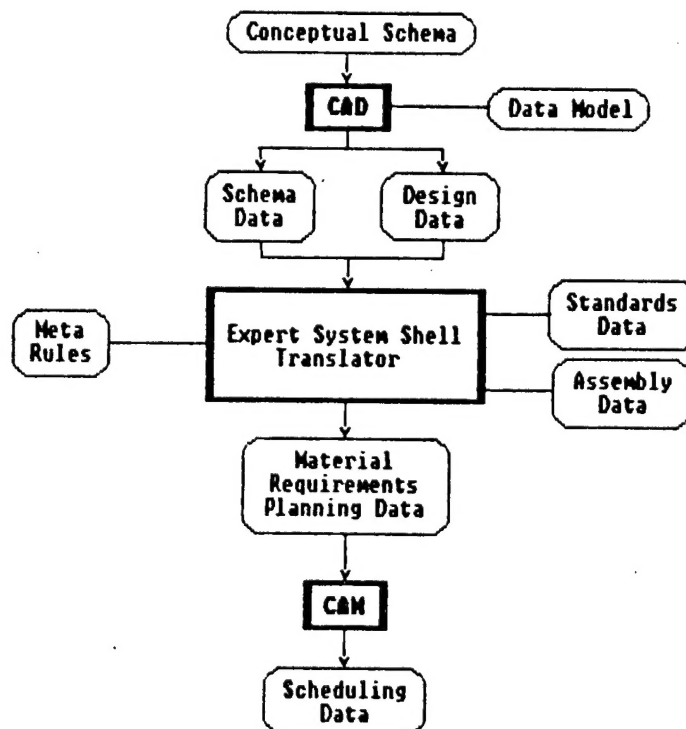 Conceptual Schema
CAD
Data Model
Schema
Data
Design
Data
Meta
Rules
Expert System Shell
Translator
Standards
Data
Assembly
Data
Material
Requirements
Planning Data
CAM
Scheduling
Data